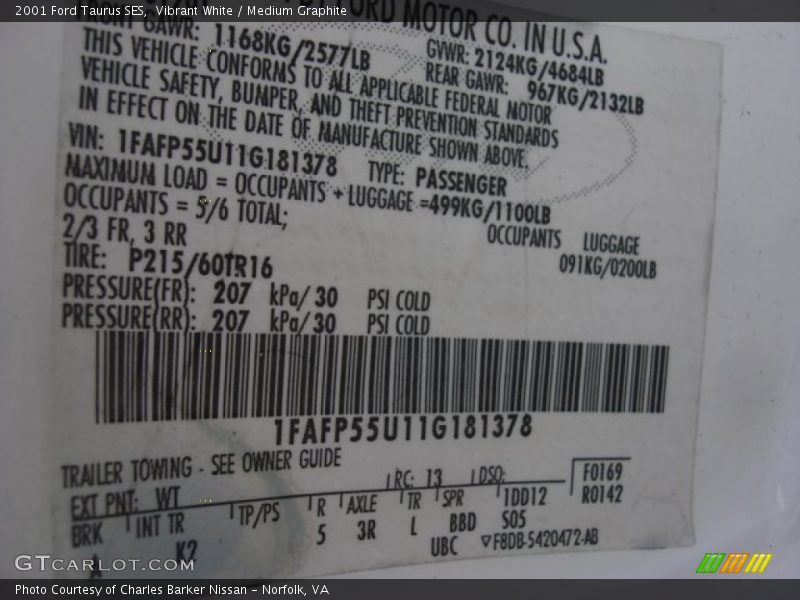 2001 Ford Taurus SES, Vibrant White / Medium Graphite
FORD MOTOR CO. IN U.S.A.
FRONT GAWR: 1168KG/2577LB GVWR: 2124KG/4684LB
REAR GAWR: 967KG/2132LB
THIS VEHICLE CONFORMS TO ALL APPLICABLE FEDERAL MOTOR
VEHICLE SAFETY, BUMPER, AND THEFT PREVENTION STANDARDS
IN EFFECT ON THE DATE OF MANUFACTURE SHOWN ABOVE.
VIN: 1FAFP55U11G181378 TYPE: PASSENGER
MAXIMUM LOAD = OCCUPANTS + LUGGAGE =499KG/1100LB
OCCUPANTS = 5/6 TOTAL; OCCUPANTS LUGGAGE
2/3 FR, 3 RR 091KG/0200LB
TIRE: P215/60TR16
PRESSURE(FR): 207 kPa/ 30 PSI COLD
PRESSURE(RR): 207 kPa/ 30 PSI COLD
1FAFP55U11G181378
TRAILER TOWING - SEE OWNER GUIDE
EXT PNT: WT RC: 13 DSO: F0169
R0142
BRK INT TR TP/PS R AXLE TR SPR 1DD12
A K2 5 3R L BBD S05
UBC ▽F8DB-5420472-AB
GTCARLOT.COM
Photo Courtesy of Charles Barker Nissan - Norfolk, VA